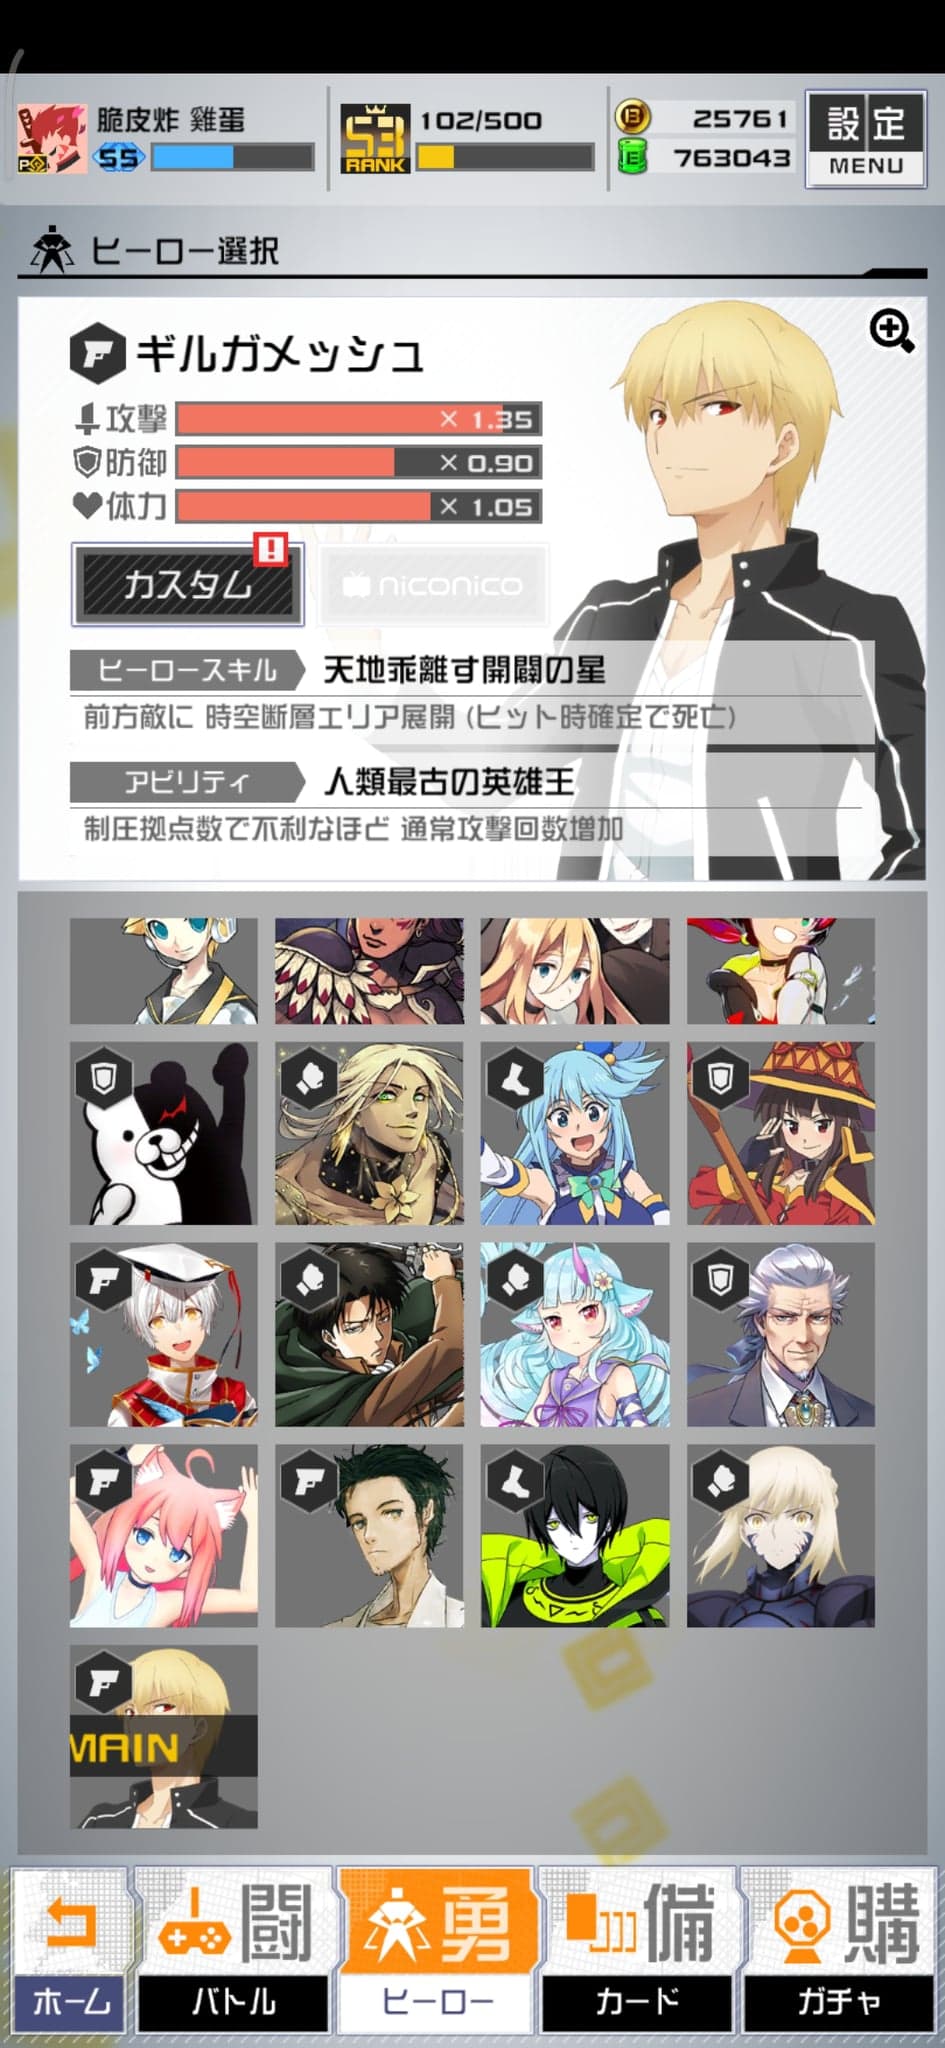 脆皮炸 雞蛋
55
S3
RANK
102/500
B 25761
E 763043
設定
MENU
ヒーロー選択
ギルガメッシュ
攻撃 × 1.35
防御 × 0.90
体力 × 1.05
カスタム
niconico
ヒーロースキル 天地乖離す開闢の星
前方敵に 時空断層エリア展開 (ヒット時確定で死亡)
アビリティ 人類最古の英雄王
制圧拠点数で不利なほど 通常攻撃回数増加
MAIN
闘 勇 備 購
ホーム バトル ヒーロー カード ガチャ